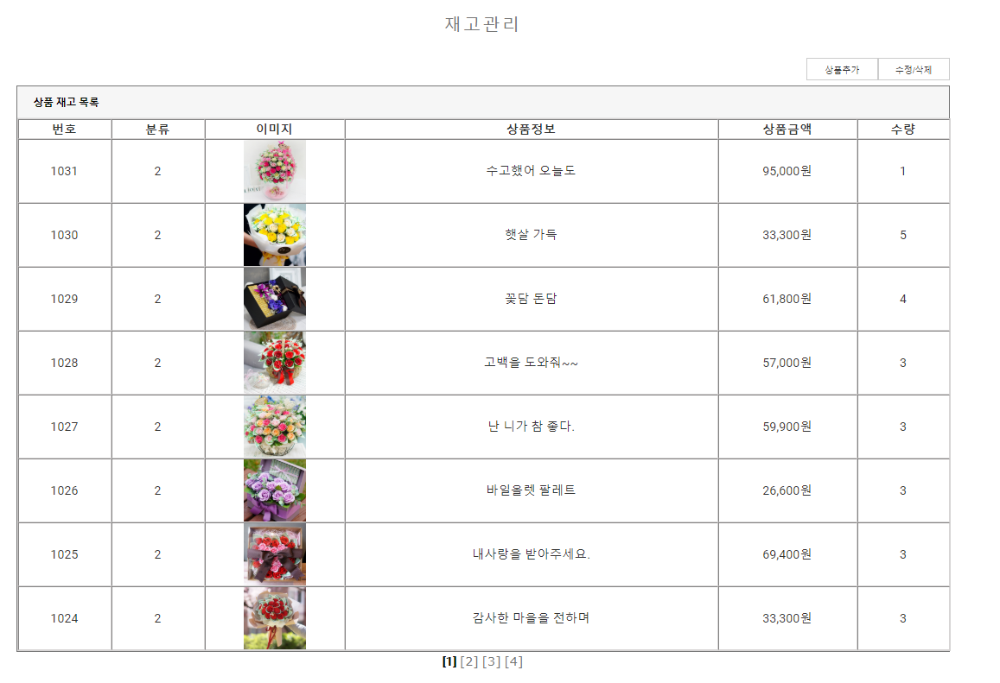 재고관리
상품추가 수정/삭제
상품 재고 목록
번호 분류 이미지 상품정보 상품금액 수량
1031 2 수고했어 오늘도 95,000원 1
1030 2 햇살 가득 33,300원 5
1029 2 꽃담 돈담 61,800원 4
1028 2 고백을 도와줘~~ 57,000원 3
1027 2 난 니가 참 좋다. 59,900원 3
1026 2 바일올렛 팔레트 26,600원 3
1025 2 내사랑을 받아주세요. 69,400원 3
1024 2 감사한 마을을 전하며 33,300원 3
[1] [2] [3] [4]